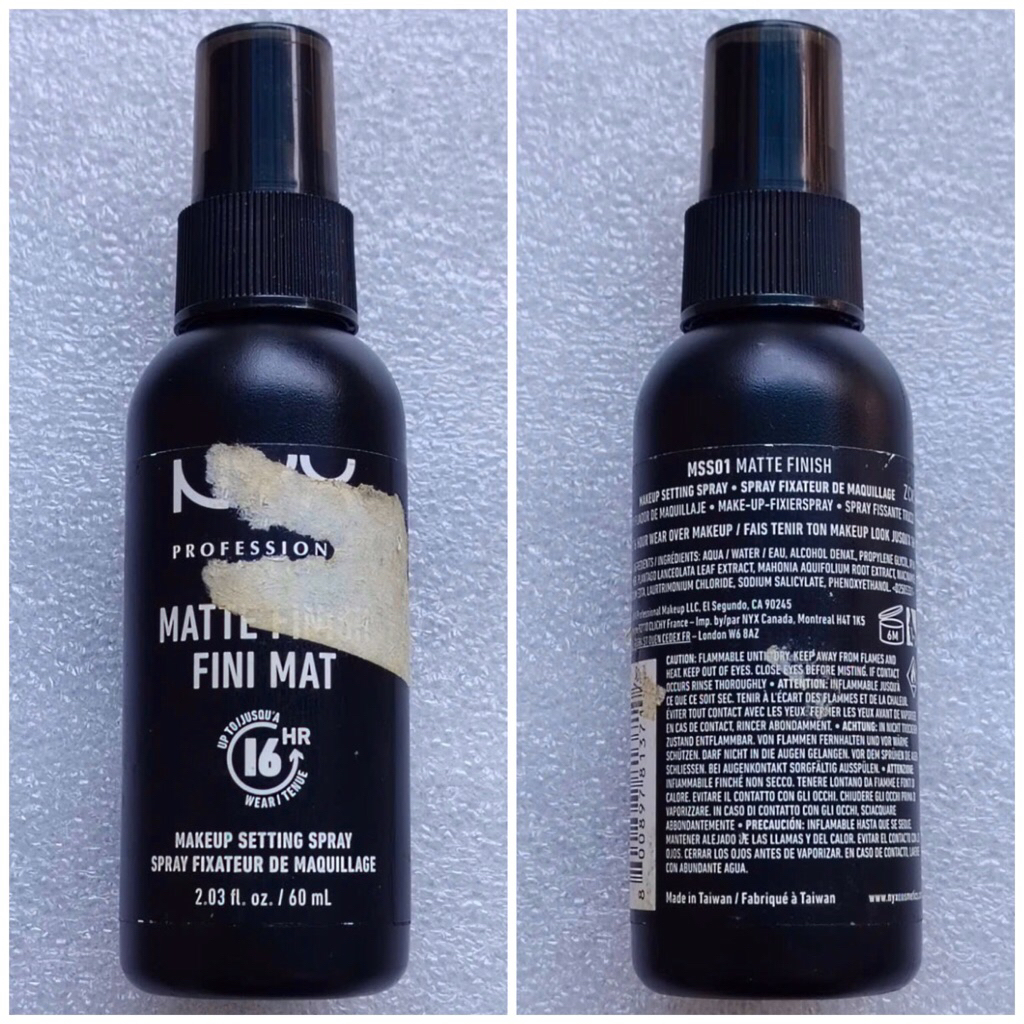 PROFESSION
MATTE
FINI MAT
UP TO/JUSQU'A
16 HR
WEAR / TENUE
MAKEUP SETTING SPRAY
SPRAY FIXATEUR DE MAQUILLAGE
2.03 fl. oz. / 60 mL
MSS01 MATTE FINISH
MAKEUP SETTING SPRAY • SPRAY FIXATEUR DE MAQUILLAGE
DE MAQUILLAJE • MAKE-UP-FIXIERSPRAY • SPRAY FISSANTE
HOUR WEAR OVER MAKEUP / FAIS TENIR TON MAKEUP LOOK
INGRÉDIENTS: AQUA / WATER / EAU, ALCOHOL DENAT., PROPYLENE GLYCOL,
PLANTAGO LANCEOLATA LEAF EXTRACT, MAHONIA AQUIFOLIUM ROOT EXTRACT,
LAURTRIMONIUM CHLORIDE, SODIUM SALICYLATE, PHENOXYETHANOL.
Professional Makeup LLC, El Segundo, CA 90245
CLICHY France – Imp. by/par NYX Canada, Montreal H4T 1K5
CEDEX.FR – London W6 8AZ
6M
CAUTION: FLAMMABLE UNTIL DRY. KEEP AWAY FROM FLAMES AND
HEAT. KEEP OUT OF EYES. CLOSE EYES BEFORE MISTING. IF CONTACT
OCCURS RINSE THOROUGHLY • ATTENTION: INFLAMMABLE JUSQU'À
CE QUE CE SOIT SEC. TENIR À L'ÉCART DES FLAMMES ET DE LA CHALEUR.
ÉVITER TOUT CONTACT AVEC LES YEUX. FERMER LES YEUX AVANT DE
EN CAS DE CONTACT, RINCER ABONDAMMENT. • ACHTUNG: IN NICHT
ZUSTAND ENTFLAMMBAR. VON FLAMMEN FERNHALTEN UND VOR WÄRME
SCHÜTZEN. DARF NICHT IN DIE AUGEN GELANGEN. VOR DEM SPRÜHEN DIE
SCHLIESSEN. BEI AUGENKONTAKT SORGFÄLTIG AUSSPÜLEN. • ATTENZIONE:
INFIAMMABILE FINCHÉ NON SECCO. TENERE LONTANO DA FIAMME E FONTI DI
CALORE. EVITARE IL CONTATTO CON GLI OCCHI. CHIUDERE GLI OCCHI PRIMA DI
VAPORIZZARE. IN CASO DI CONTATTO CON GLI OCCHI, SCIACQUARE
ABBONDANTEMENTE • PRECAUCIÓN: INFLAMABLE HASTA QUE SE SEQUE.
MANTENER ALEJADO DE LAS LLAMAS Y DEL CALOR. EVITAR EL CONTACTO CON
OJOS. CERRAR LOS OJOS ANTES DE VAPORIZAR. EN CASO DE CONTACTO,
CON ABUNDANTE AGUA.
Made in Taiwan / Fabriqué à Taiwan